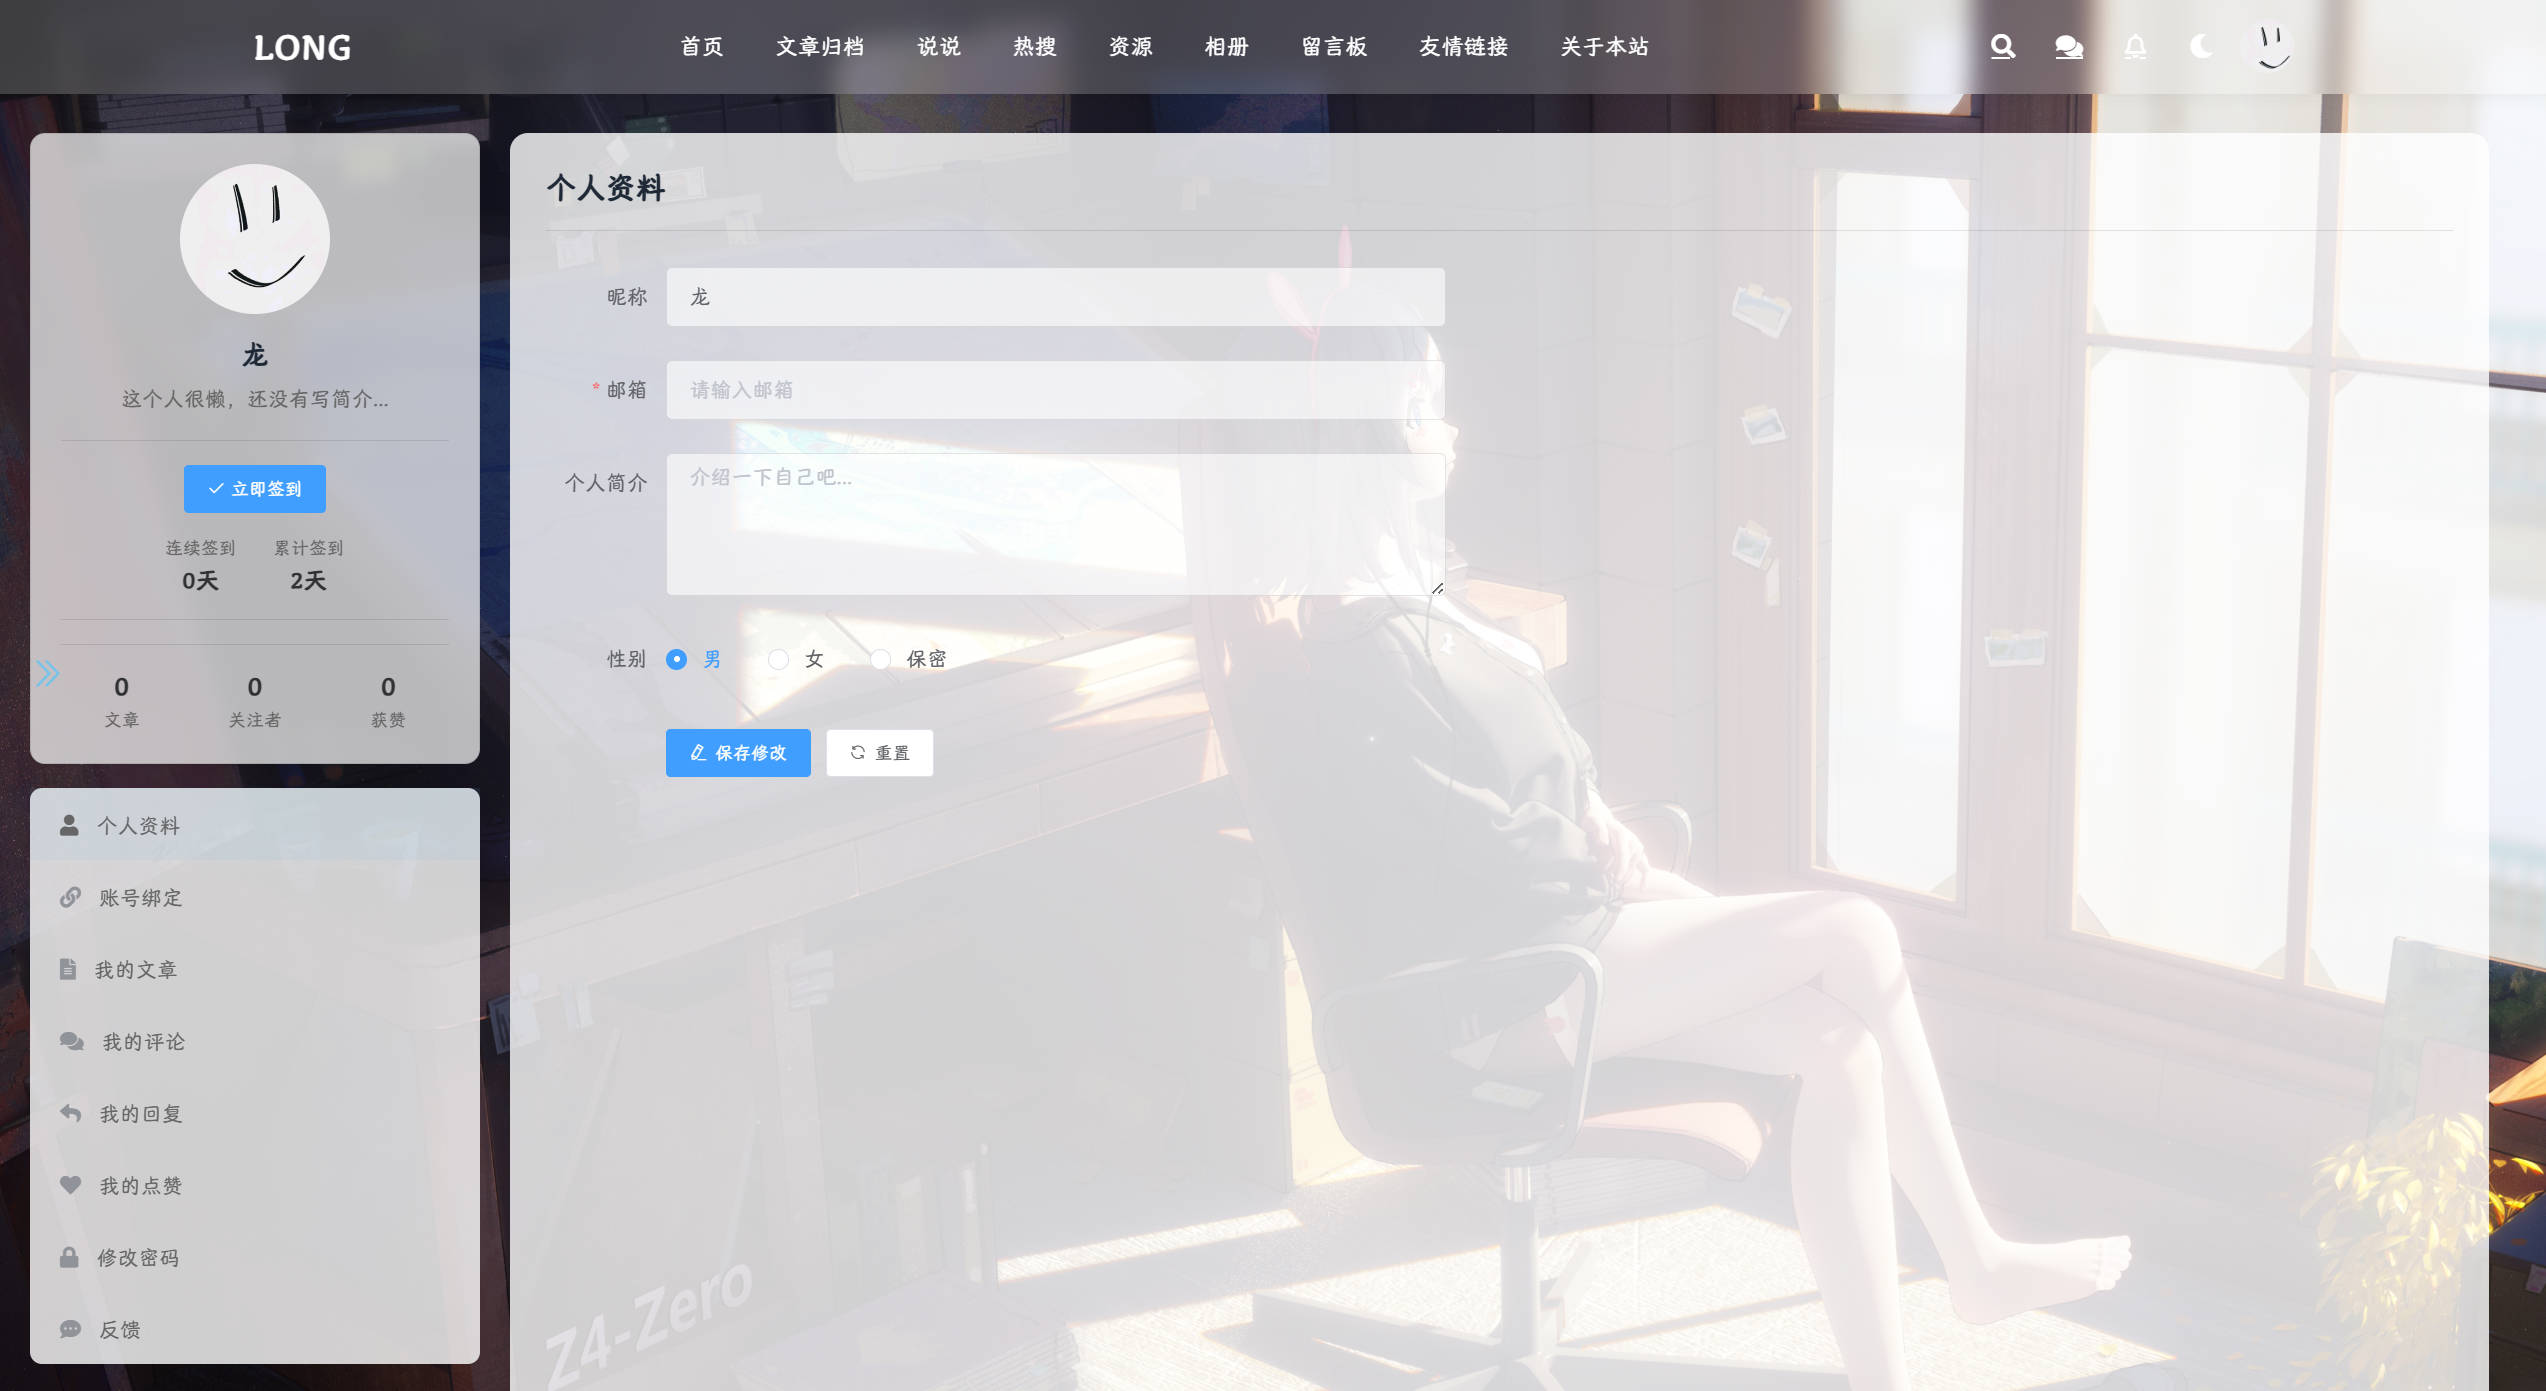 LONG 首页 文章归档 说说 热搜 资源 相册 留言板 友情链接 关于本站
龙
这个人很懒，还没有写简介...
立即签到
连续签到 累计签到
0天 2天
0 0 0
文章 关注者 获赞
个人资料
账号绑定
我的文章
我的评论
我的回复
我的点赞
修改密码
反馈
个人资料
昵称 龙
* 邮箱 请输入邮箱
个人简介 介绍一下自己吧...
性别 男 女 保密
保存修改 重置
Z4-Zero